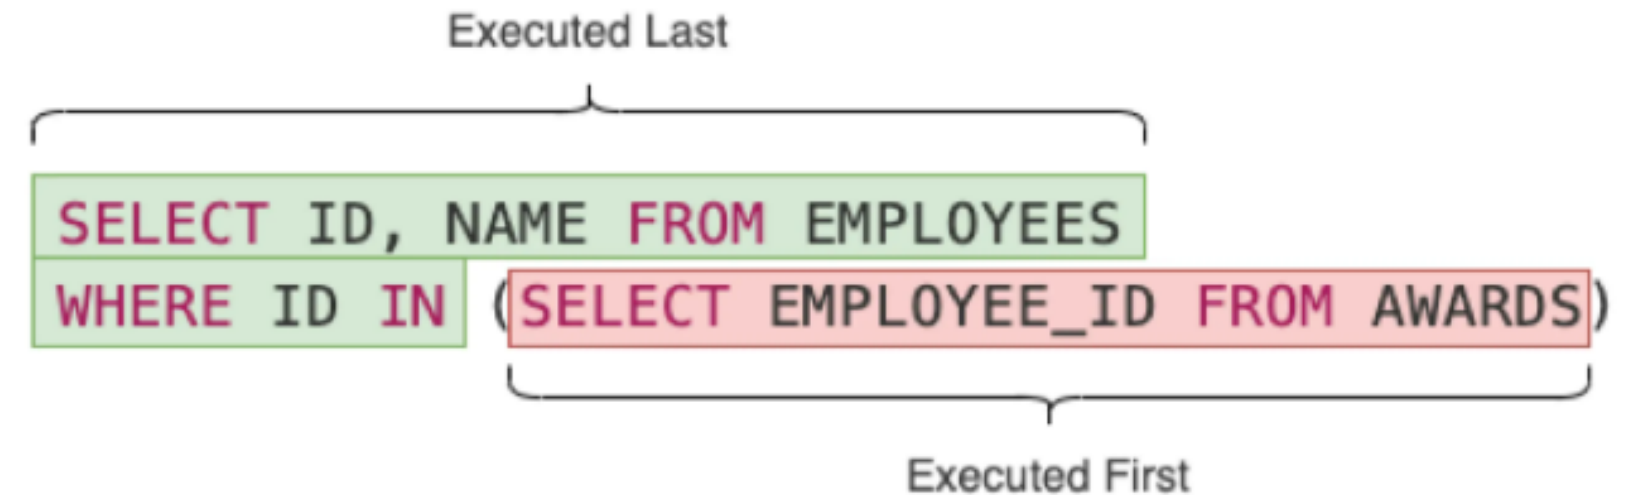 Executed Last
SELECT ID, NAME FROM EMPLOYEES
WHERE ID IN (SELECT EMPLOYEE_ID FROM AWARDS)
Executed First